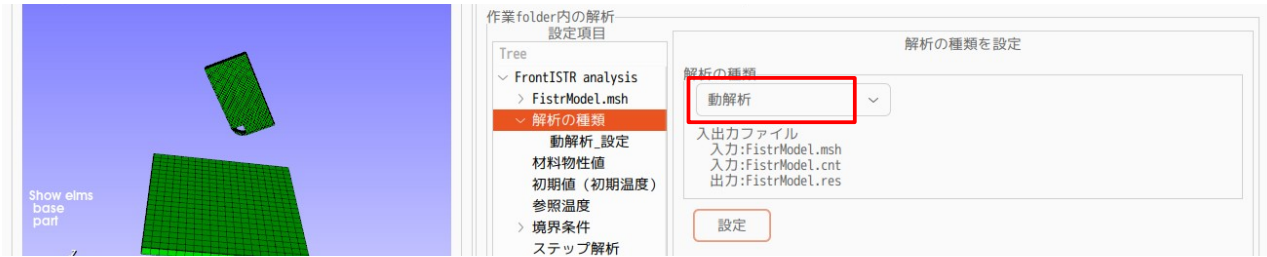 作業folder内の解析
設定項目
Tree
FrontISTR analysis
FistrModel.msh
解析の種類
動解析_設定
材料物性値
初期値（初期温度）
参照温度
境界条件
ステップ解析
解析の種類を設定
解析の種類
動解析
入出力ファイル
入力:FistrModel.msh
入力:FistrModel.cnt
出力:FistrModel.res
設定
Show elms
base
part